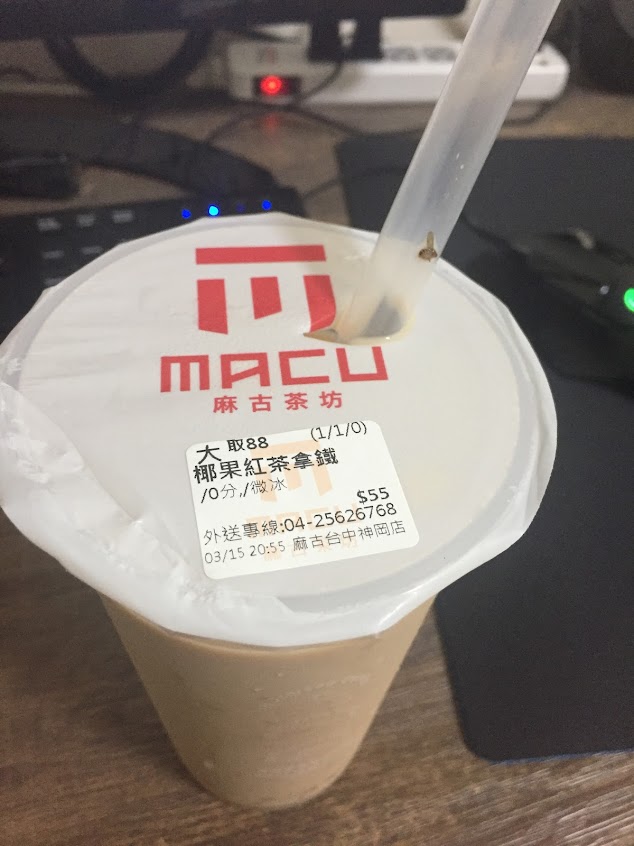 MACU
麻古茶坊
大 取88 (1/1/0)
椰果紅茶拿鐵
/0分,/微冰
$55
外送專線:04-25626768
03/15 20:55 麻古台中神岡店